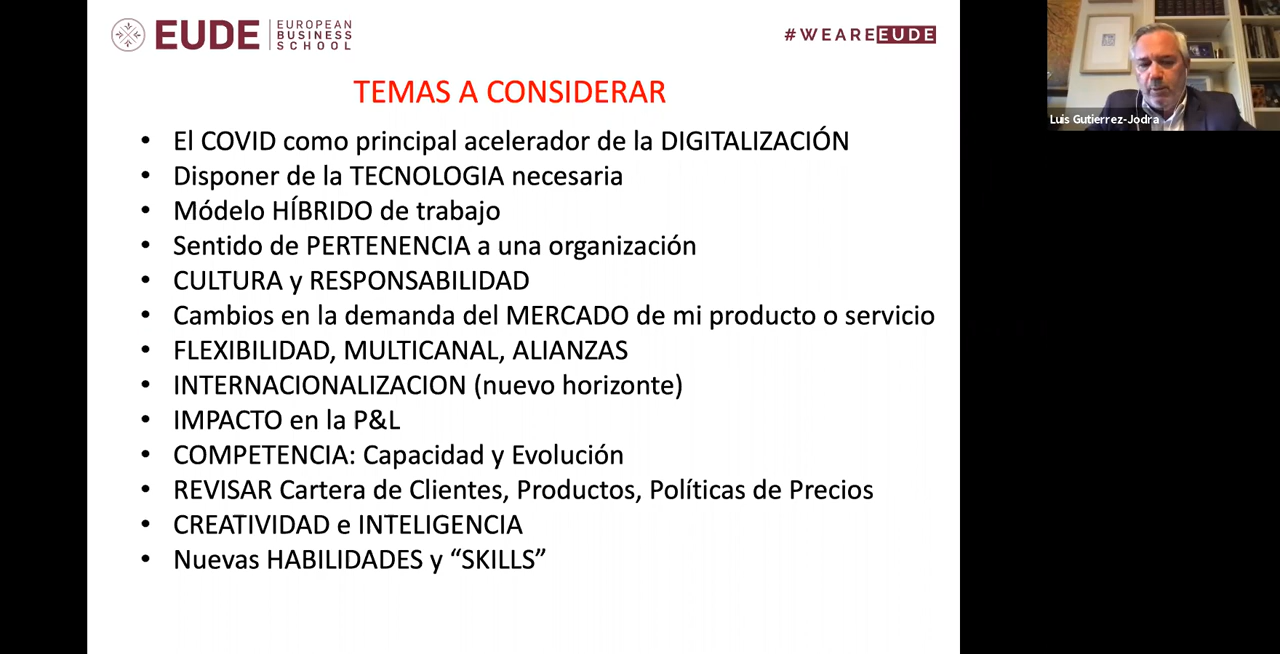 EUDE
EUROPEAN
BUSINESS
SCHOOL
#WEAREEUDE
TEMAS A CONSIDERAR
• El COVID como principal acelerador de la DIGITALIZACIÓN
• Disponer de la TECNOLOGIA necesaria
• Módelo HÍBRIDO de trabajo
• Sentido de PERTENENCIA a una organización
• CULTURA y RESPONSABILIDAD
• Cambios en la demanda del MERCADO de mi producto o servicio
• FLEXIBILIDAD, MULTICANAL, ALIANZAS
• INTERNACIONALIZACION (nuevo horizonte)
• IMPACTO en la P&L
• COMPETENCIA: Capacidad y Evolución
• REVISAR Cartera de Clientes, Productos, Políticas de Precios
• CREATIVIDAD e INTELIGENCIA
• Nuevas HABILIDADES y “SKILLS”
Luis Gutierrez-Jodra